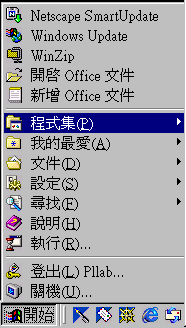 Netscape SmartUpdate
Windows Update
WinZip
開啓 Office 文件
新增 Office 文件
程式集(P)
我的最愛(A)
文件(D)
設定(S)
尋找(F)
說明(H)
執行(R)...
登出(L) Pllab...
關機(U)...
開始